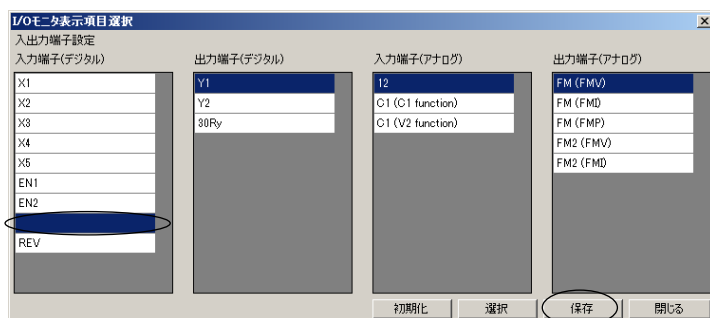 I/Oモニタ表示項目選択
入出力端子設定
入力端子(デジタル)
X1
X2
X3
X4
X5
EN1
EN2
REV
出力端子(デジタル)
Y1
Y2
30Ry
入力端子(アナログ)
12
C1 (C1 function)
C1 (V2 function)
出力端子(アナログ)
FM (FMV)
FM (FMI)
FM (FMP)
FM2 (FMV)
FM2 (FMI)
初期化
選択
保存
閉じる